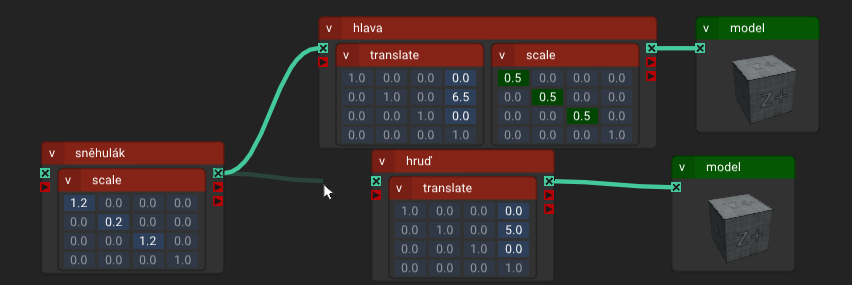 v hlava
v translate
1.0 0.0 0.0 0.0
0.0 1.0 0.0 6.5
0.0 0.0 1.0 0.0
0.0 0.0 0.0 1.0
v scale
0.5 0.0 0.0 0.0
0.0 0.5 0.0 0.0
0.0 0.0 0.5 0.0
0.0 0.0 0.0 1.0
v model
Z+
v sněhulák
v scale
1.2 0.0 0.0 0.0
0.0 0.2 0.0 0.0
0.0 0.0 1.2 0.0
0.0 0.0 0.0 1.0
v hruď
v translate
1.0 0.0 0.0 0.0
0.0 1.0 0.0 5.0
0.0 0.0 1.0 0.0
0.0 0.0 0.0 1.0
v model
Z+